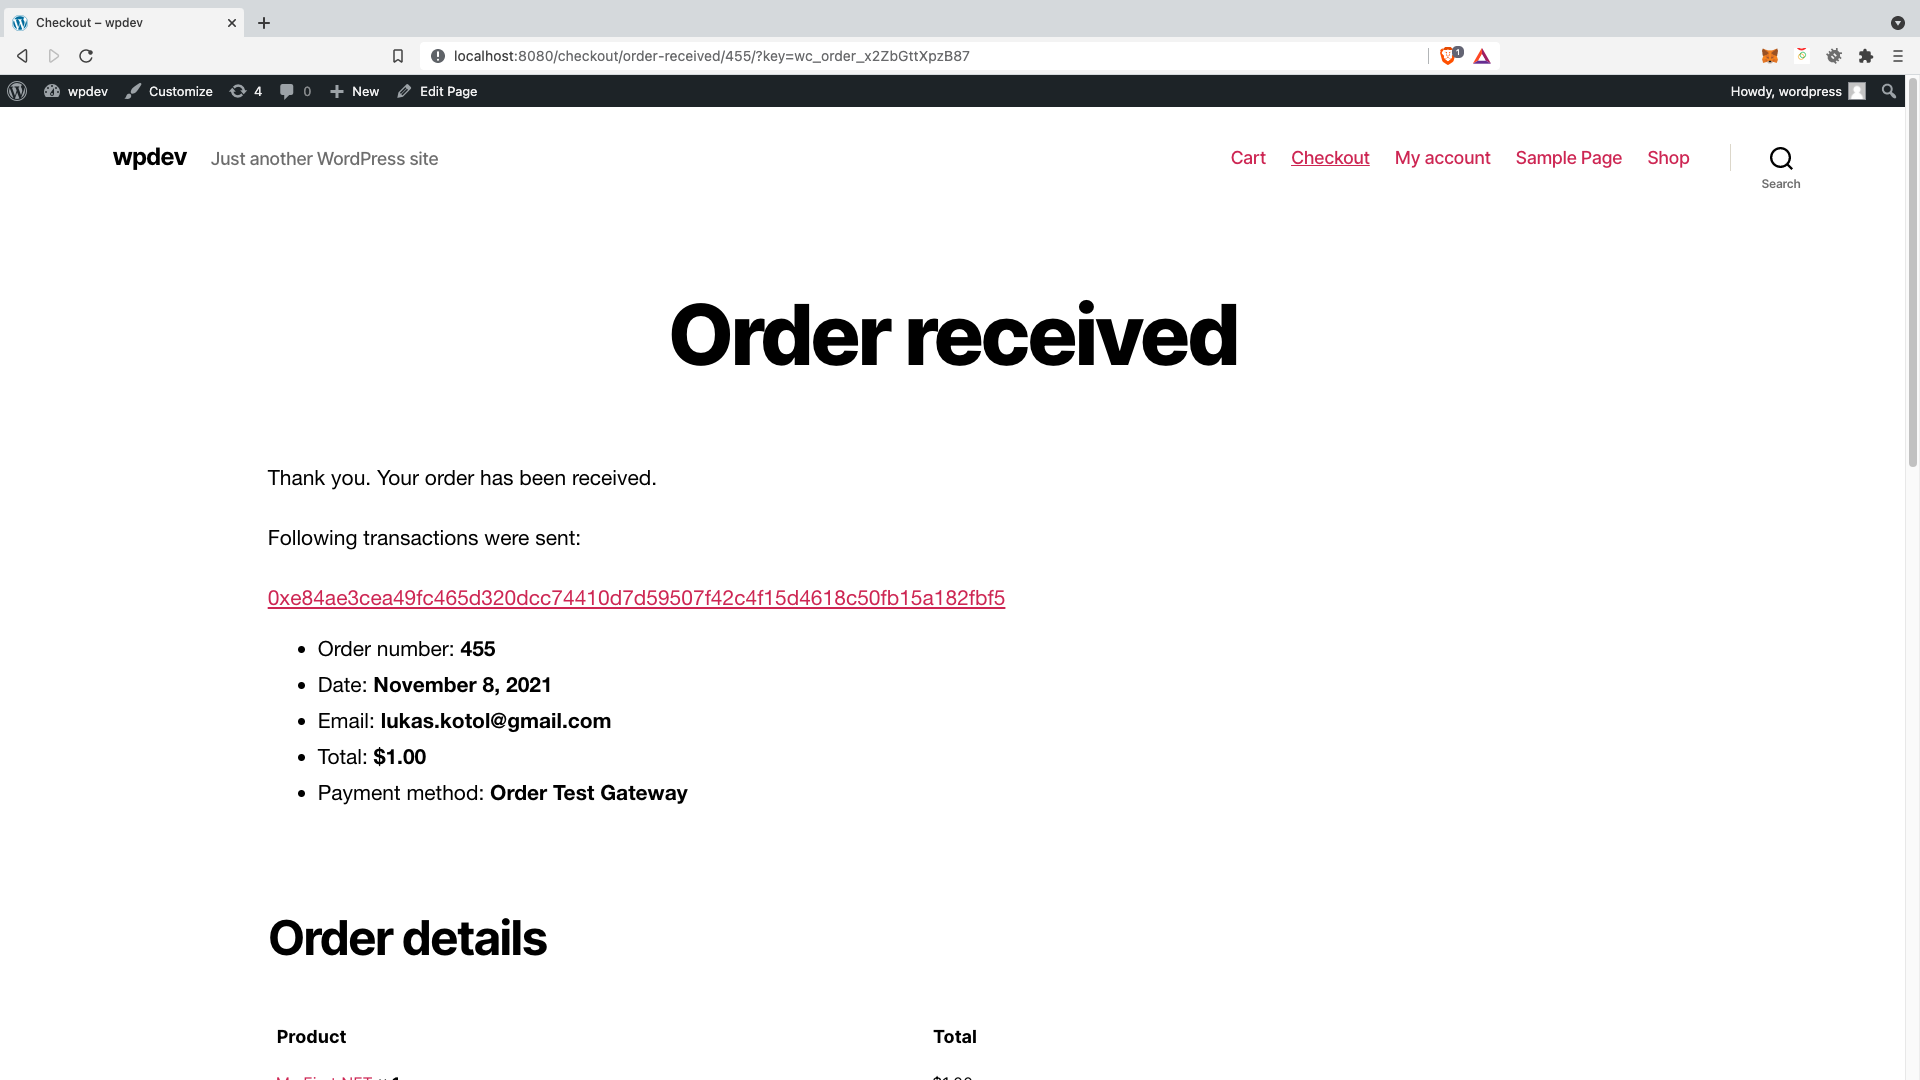 Checkout – wpdev
localhost:8080/checkout/order-received/455/?key=wc_order_x2ZbGttXpzB87
1
wpdev Customize 4 0 New Edit Page Howdy, wordpress
wpdev Just another WordPress site Cart Checkout My account Sample Page Shop
Search
Order received
Thank you. Your order has been received.
Following transactions were sent:
0xe84ae3cea49fc465d320dcc74410d7d59507f42c4f15d4618c50fb15a182fbf5
• Order number: 455
• Date: November 8, 2021
• Email: lukas.kotol@gmail.com
• Total: $1.00
• Payment method: Order Test Gateway
Order details
Product Total